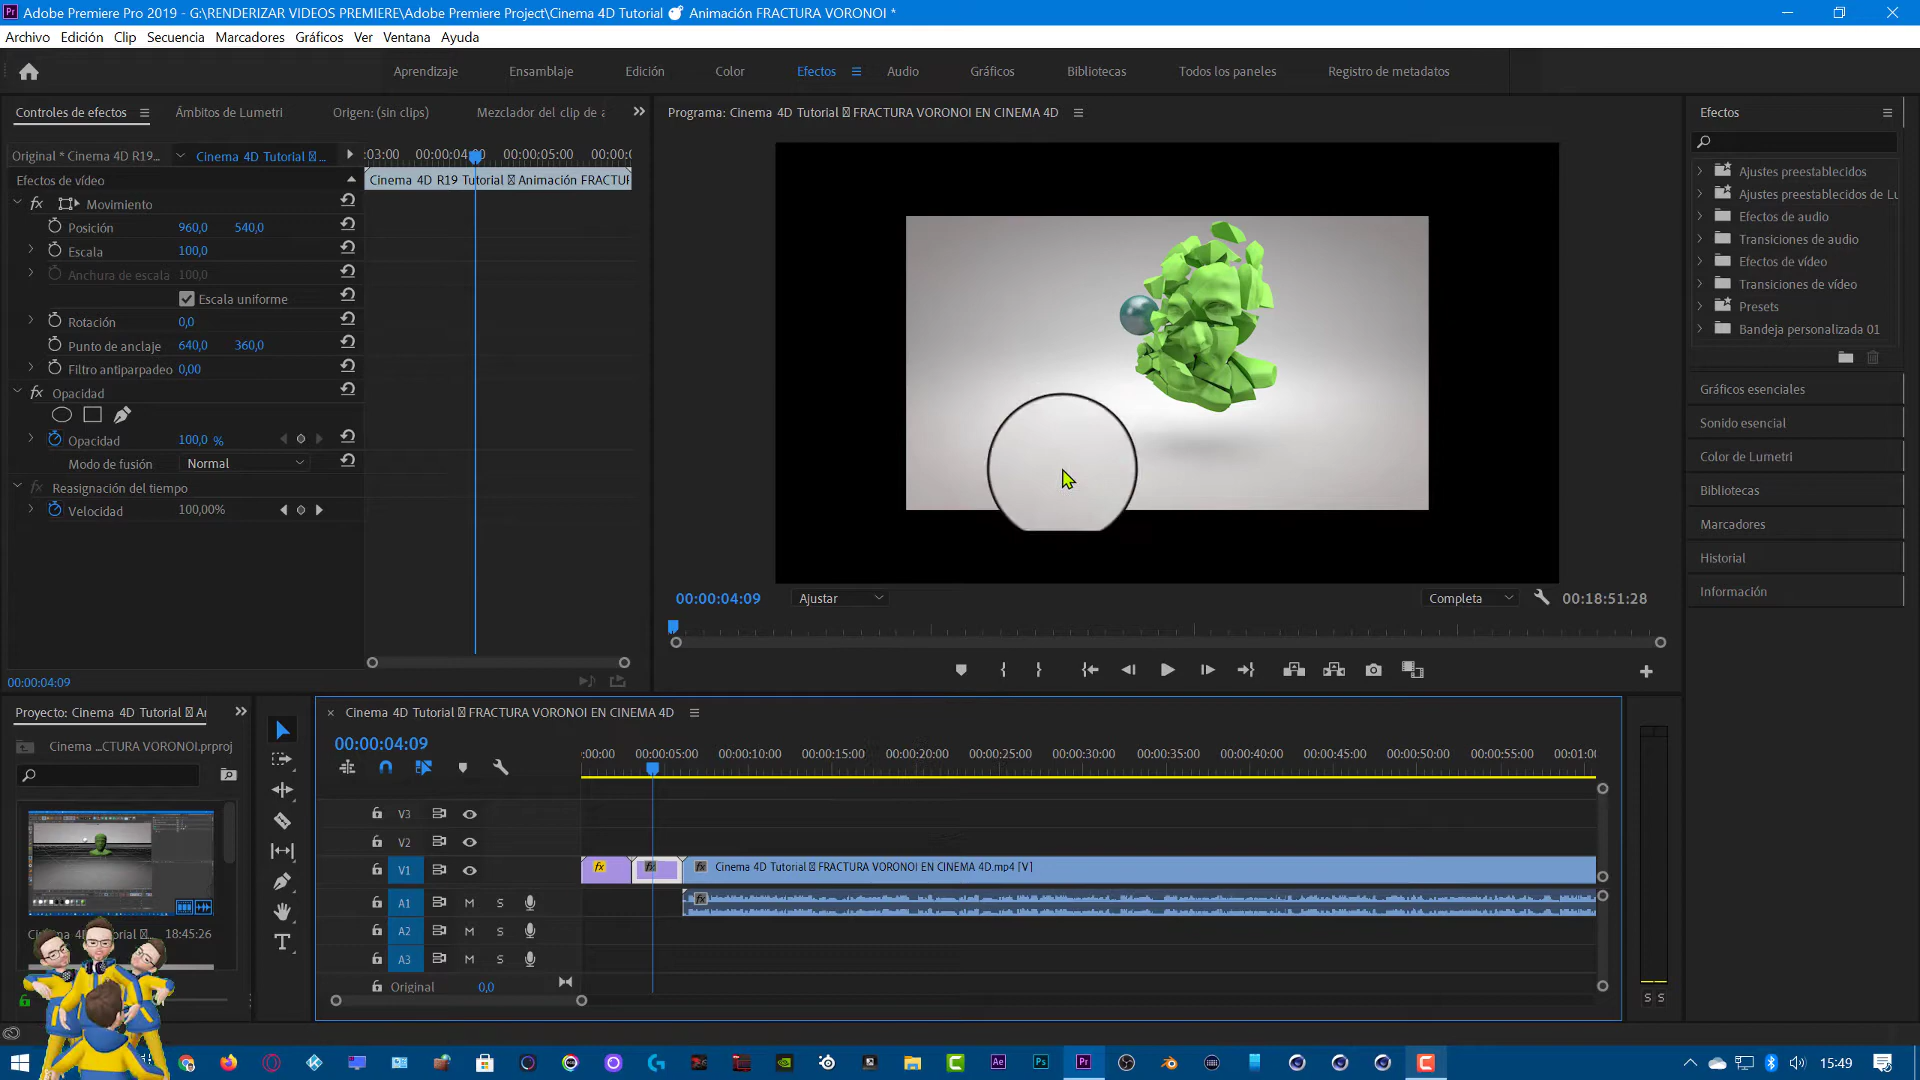 Adobe Premiere Pro 2019 - G:\RENDERIZAR VIDEOS PREMIERE\Adobe Premiere Project\Cinema 4D Tutorial Animación FRACTURA VORONOI *
Archivo Edición Clip Secuencia Marcadores Gráficos Ver Ventana Ayuda
Aprendizaje Ensamblaje Edición Color Efectos Audio Gráficos Bibliotecas Todos los paneles Registro de metadatos
Controles de efectos Ámbitos de Lumetri Origen: (sin clips) Mezclador del clip de a
Programa: Cinema 4D Tutorial FRACTURA VORONOI EN CINEMA 4D
Efectos
Original * Cinema 4D R19... Cinema 4D Tutorial ...
:03:00 00:00:04:00 00:00:05:00 00:00:0
Efectos de vídeo
Cinema 4D R19 Tutorial Animación FRACTUR
fx Movimiento
Posición 960,0 540,0
Escala 100,0
Anchura de escala 100,0
Escala uniforme
Rotación 0,0
Punto de anclaje 640,0 360,0
Filtro antiparpadeo 0,00
fx Opacidad
Opacidad 100,0 %
Modo de fusión Normal
fx Reasignación del tiempo
Velocidad 100,00%
00:00:04:09
Ajustes preestablecidos
Ajustes preestablecidos de Lu
Efectos de audio
Transiciones de audio
Efectos de vídeo
Transiciones de vídeo
Presets
Bandeja personalizada 01
Gráficos esenciales
Sonido esencial
Color de Lumetri
Bibliotecas
Marcadores
Historial
Información
00:00:04:09 Ajustar Completa 00:18:51:28
Proyecto: Cinema 4D Tutorial Ar
Cinema ...CTURA VORONOI.prproj
18:45:26
Cinema 4D Tutorial FRACTURA VORONOI EN CINEMA 4D
00:00:04:09
:00:00 00:00:05:00 00:00:10:00 00:00:15:00 00:00:20:00 00:00:25:00 00:00:30:00 00:00:35:00 00:00:40:00 00:00:45:00 00:00:50:00 00:00:55:00 00:01:0
V3
V2
V1 fx fx fx Cinema 4D Tutorial FRACTURA VORONOI EN CINEMA 4D.mp4 [V]
A1 M S fx
A2 M S
A3 M S
Original 0,0
S S
Ae Ps Pr
15:49